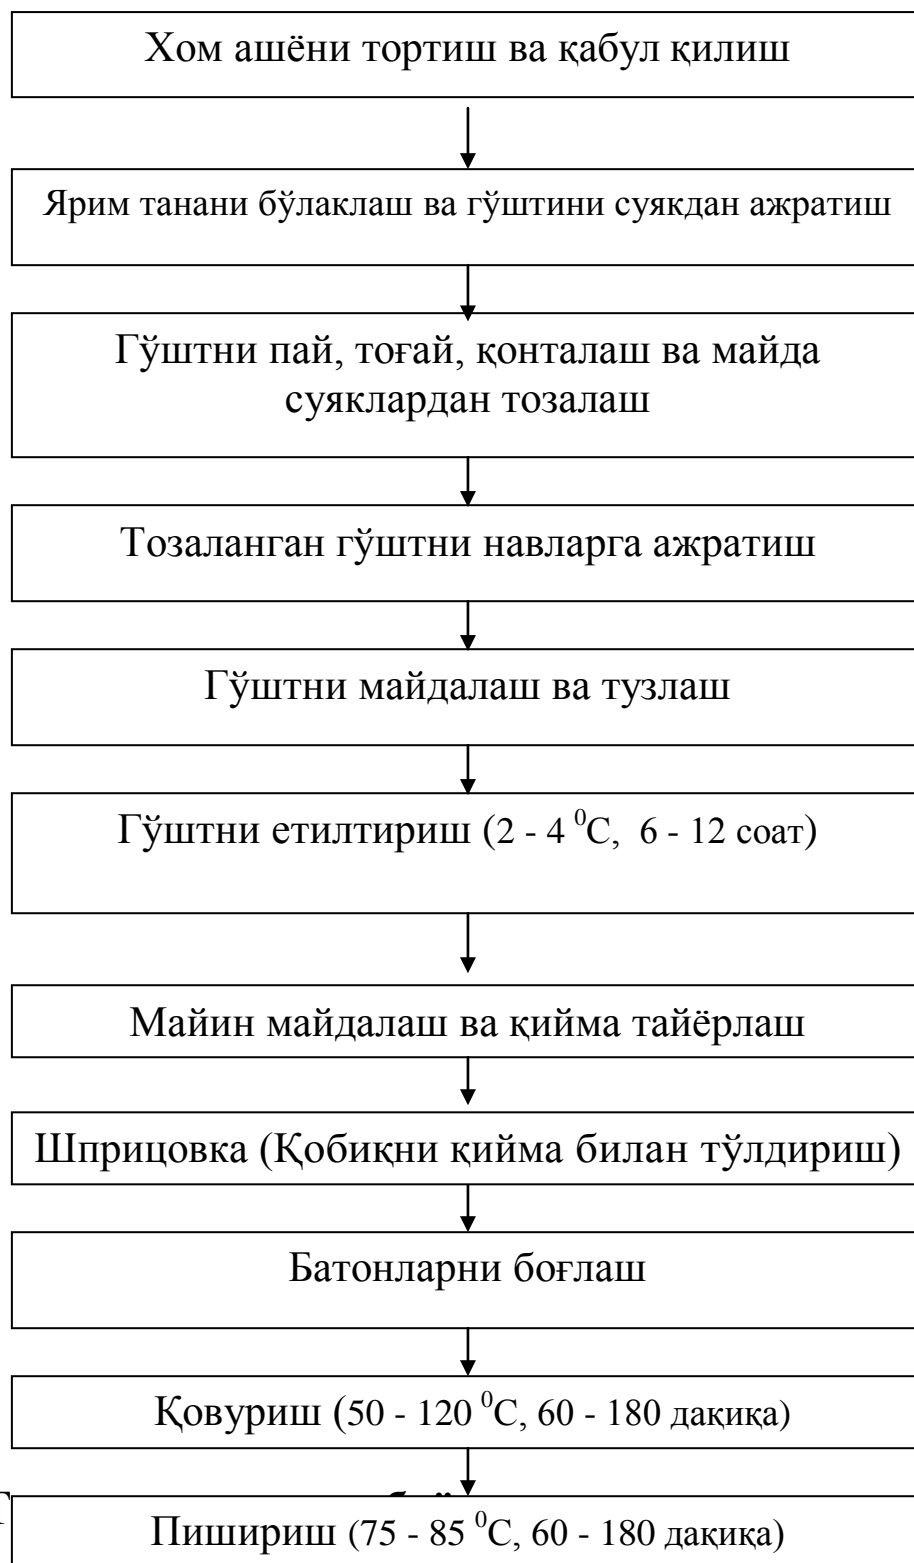 Хом ашёни тортиш ва қабул қилиш
Ярим танани бўлаклаш ва гўштини суякдан ажратиш
Гўштни пай, тоғай, қонталаш ва майда
суяклардан тозалаш
Тозаланган гўштни навларга ажратиш
Гўштни майдалаш ва тузлаш
Гўштни етилтириш (2 - 4 ⁰С, 6 - 12 соат)
Майин майдалаш ва қийма тайёрлаш
Шприцовка (Қобиқни қийма билан тўлдириш)
Батонларни боғлаш
Қовуриш (50 - 120 ⁰С, 60 - 180 дақиқа)
Пишириш (75 - 85 ⁰С, 60 - 180 дақиқа)